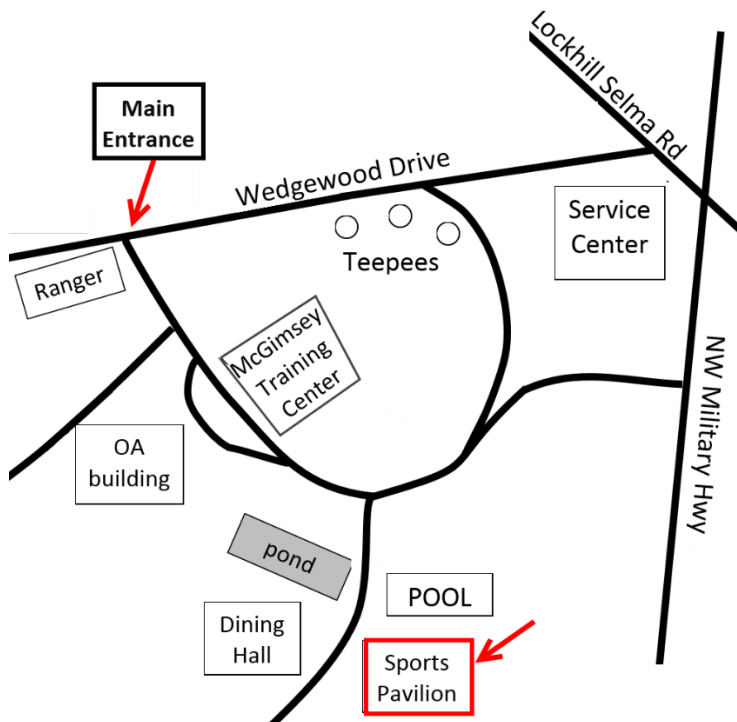 Lockhill Selma Rd
Main
Entrance
Wedgewood Drive
Service
Center
Teepees
Ranger
McGimsey
Training
Center
NW Military Hwy
OA
building
pond
POOL
Dining
Hall
Sports
Pavilion